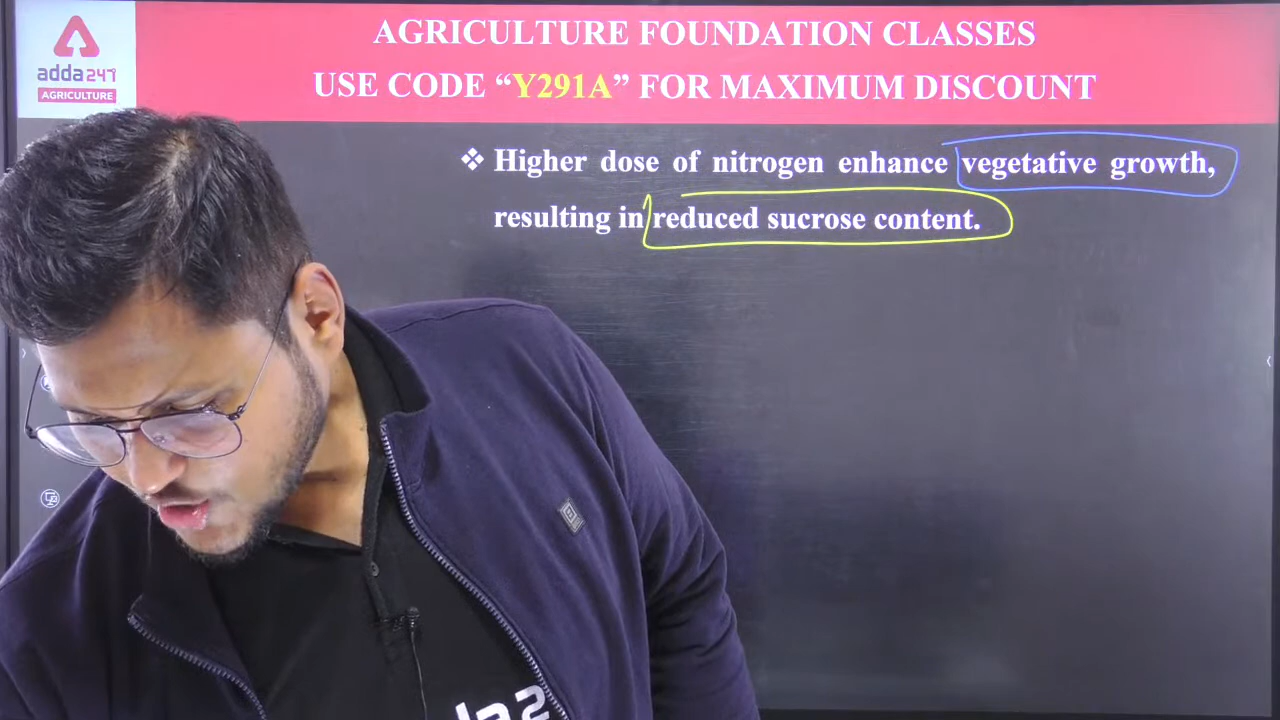 adda247
AGRICULTURE
AGRICULTURE FOUNDATION CLASSES
USE CODE “Y291A” FOR MAXIMUM DISCOUNT
❖ Higher dose of nitrogen enhance vegetative growth,
resulting in reduced sucrose content.